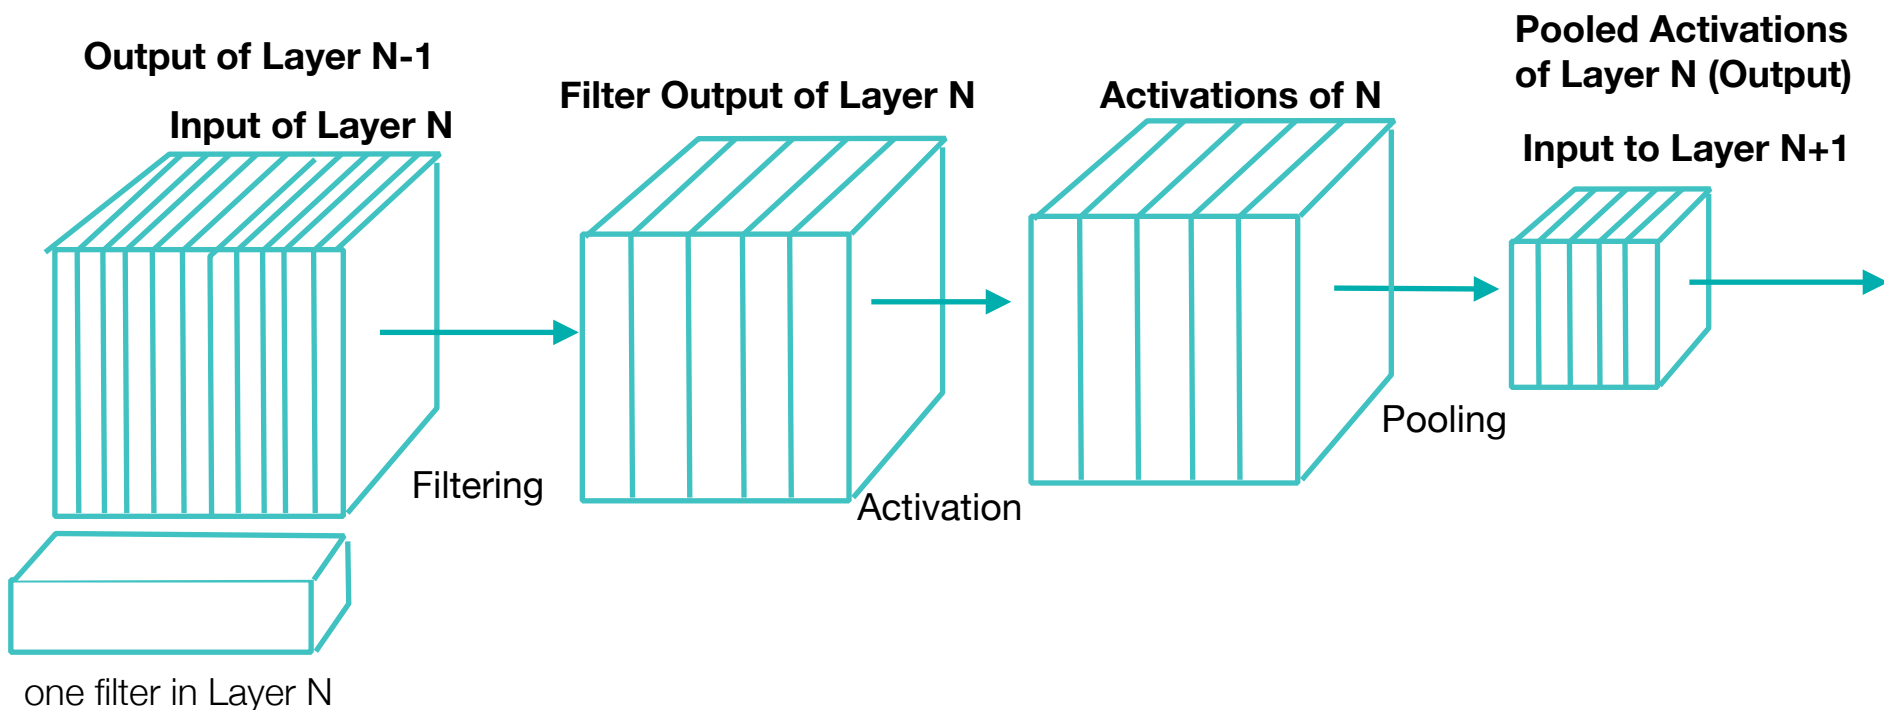 Output of Layer N-1
Input of Layer N
Filter Output of Layer N
Activations of N
Pooled Activations
of Layer N (Output)
Input to Layer N+1
Filtering
Activation
Pooling
one filter in Layer N